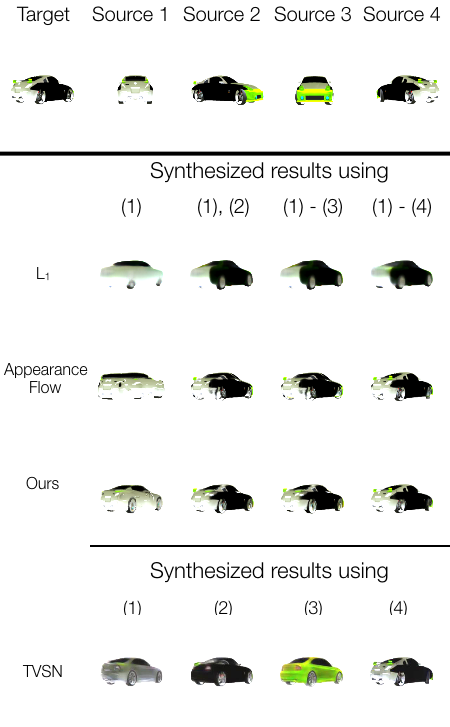 Target Source 1 Source 2 Source 3 Source 4
Synthesized results using
(1) (1), (2) (1) - (3) (1) - (4)
L₁
Appearance
Flow
Ours
Synthesized results using
(1) (2) (3) (4)
TVSN